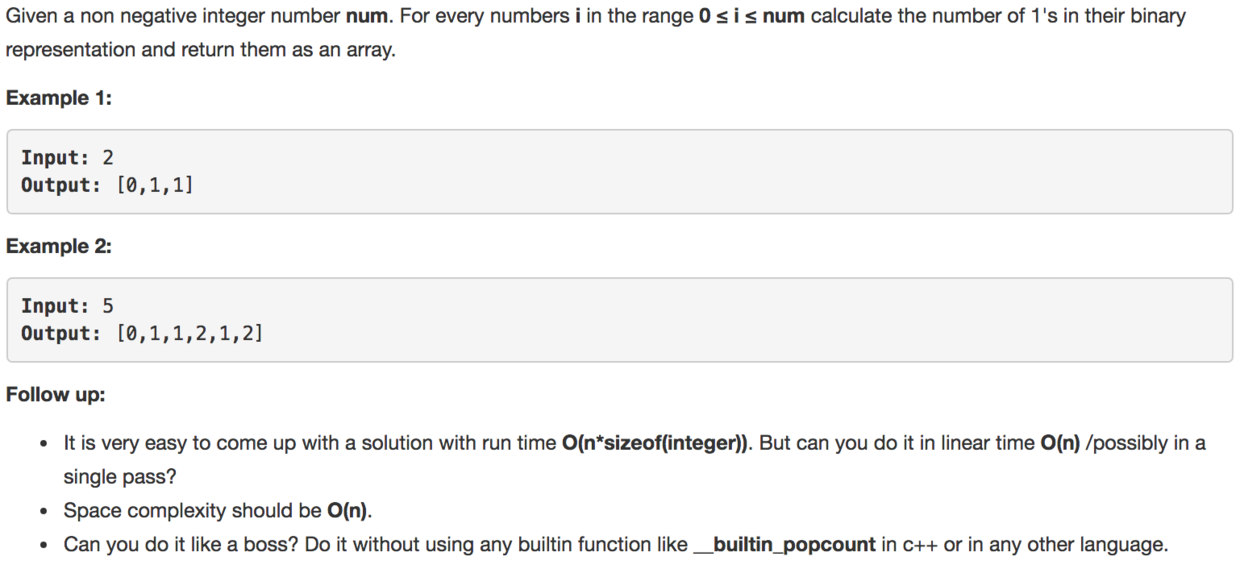 Given a non negative integer number num. For every numbers i in the range 0 ≤ i ≤ num calculate the number of 1's in their binary
representation and return them as an array.
Example 1:
Input: 2
Output: [0,1,1]
Example 2:
Input: 5
Output: [0,1,1,2,1,2]
Follow up:
• It is very easy to come up with a solution with run time O(n*sizeof(integer)). But can you do it in linear time O(n) /possibly in a
single pass?
• Space complexity should be O(n).
• Can you do it like a boss? Do it without using any builtin function like __builtin_popcount in c++ or in any other language.